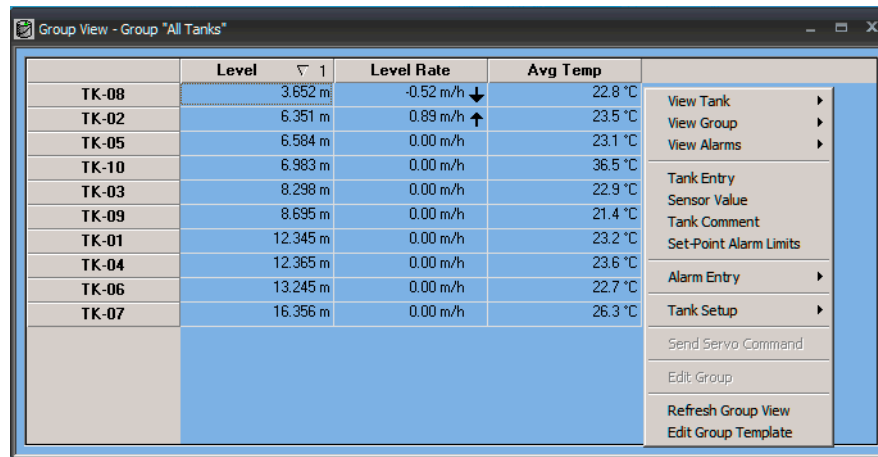 Group View - Group "All Tanks"
Level 1 Level Rate Avg Temp
TK-08 3.652 m -0.52 m/h 22.8 °C
TK-02 6.351 m 0.89 m/h 23.5 °C
TK-05 6.584 m 0.00 m/h 23.1 °C
TK-10 6.983 m 0.00 m/h 36.5 °C
TK-03 8.298 m 0.00 m/h 22.9 °C
TK-09 8.695 m 0.00 m/h 21.4 °C
TK-01 12.345 m 0.00 m/h 23.2 °C
TK-04 12.365 m 0.00 m/h 23.6 °C
TK-06 13.245 m 0.00 m/h 22.7 °C
TK-07 16.356 m 0.00 m/h 26.3 °C
View Tank
View Group
View Alarms
Tank Entry
Sensor Value
Tank Comment
Set-Point Alarm Limits
Alarm Entry
Tank Setup
Send Servo Command
Edit Group
Refresh Group View
Edit Group Template